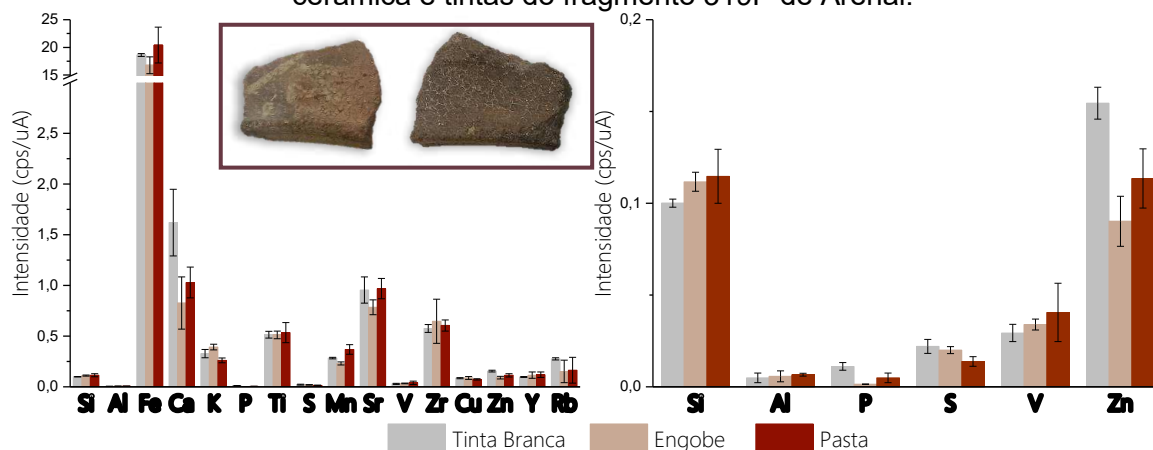 cerâmica e tintas do fragmento 619P de Arenal.
25
20
15
2,5
2,0
1,5
1,0
0,5
0,0
Intensidade (cps/uA)
Si Al Fe Ca K P Ti S Mn Sr V Zr Cu Zn Y Rb
0,2
0,1
0,0
Intensidade (cps/uA)
Si Al P S V Zn
Tinta Branca Engobe Pasta